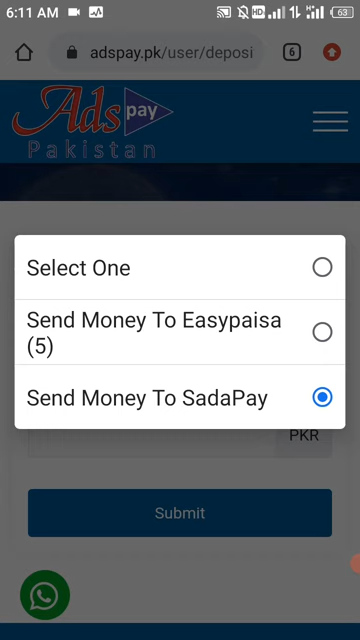 6:11 AM
HD
63
adspay.pk/user/deposi
6
Ads pay
Pakistan
Select One
Send Money To Easypaisa
(5)
Send Money To SadaPay
PKR
Submit